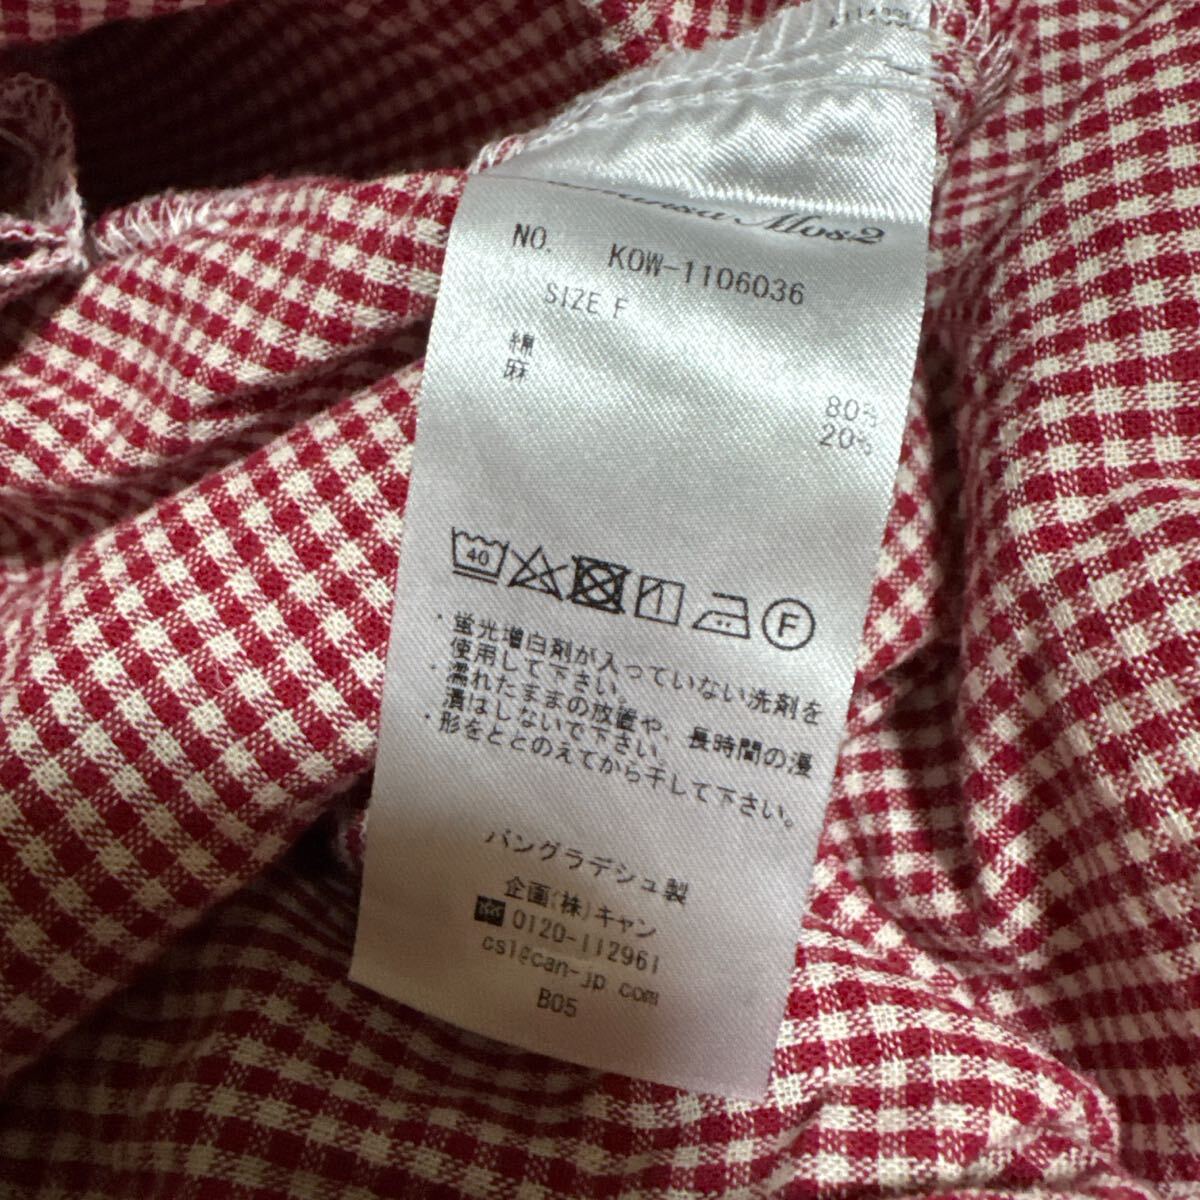 Mos2
NO. KOW-1106036
SIZE F
綿 80%
麻 20%
40
F
・蛍光増白剤が入っていない洗剤を
使用して下さい。
・濡れたままの放置や、長時間の浸
漬はしないで下さい。
・形をととのえてから干して下さい。
バングラデシュ製
企画(株)キャン
0120-112961
csl@can-jp com
B05